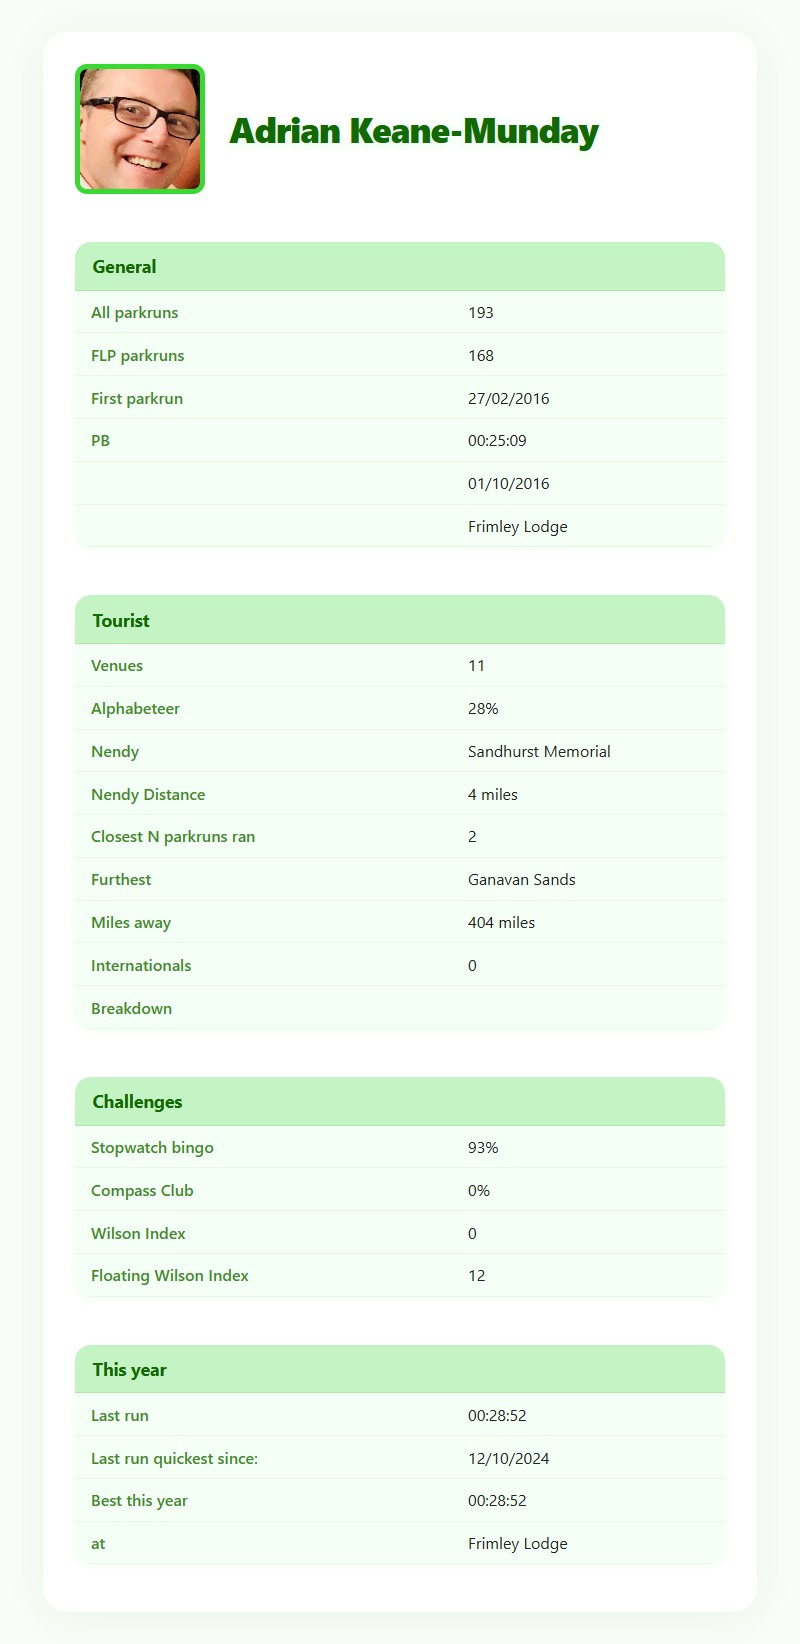 Adrian Keane-Munday
General
All parkruns 193
FLP parkruns 168
First parkrun 27/02/2016
PB 00:25:09
01/10/2016
Frimley Lodge
Tourist
Venues 11
Alphabeteer 28%
Nendy Sandhurst Memorial
Nendy Distance 4 miles
Closest N parkruns ran 2
Furthest Ganavan Sands
Miles away 404 miles
Internationals 0
Breakdown
Challenges
Stopwatch bingo 93%
Compass Club 0%
Wilson Index 0
Floating Wilson Index 12
This year
Last run 00:28:52
Last run quickest since: 12/10/2024
Best this year 00:28:52
at Frimley Lodge